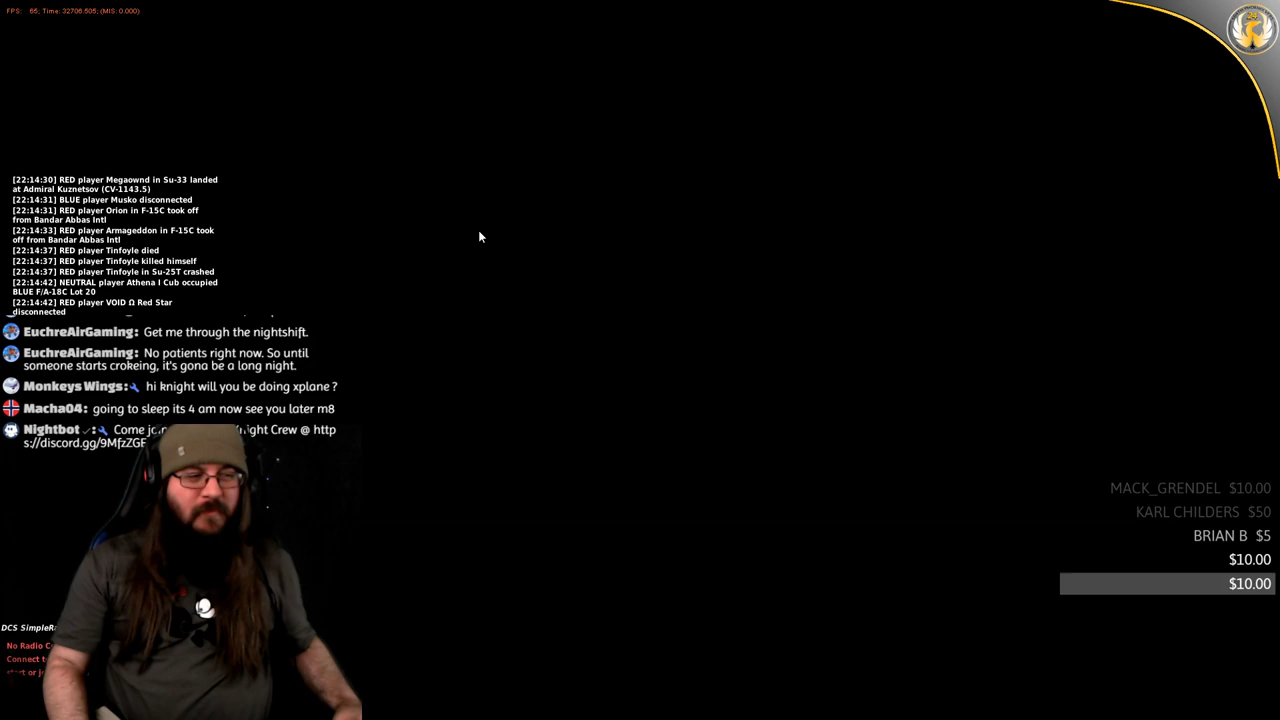 FPS: 65; Time: 32706.505; (MIS: 0.000)
24
[22:14:30] RED player Megaownd in Su-33 landed
at Admiral Kuznetsov (CV-1143.5)
[22:14:31] BLUE player Musko disconnected
[22:14:31] RED player Orion in F-15C took off
from Bandar Abbas Intl
[22:14:33] RED player Armageddon in F-15C took
off from Bandar Abbas Intl
[22:14:37] RED player Tinfoyle died
[22:14:37] RED player Tinfoyle killed himself
[22:14:37] RED player Tinfoyle in Su-25T crashed
[22:14:42] NEUTRAL player Athena I Cub occupied
BLUE F/A-18C Lot 20
[22:14:42] RED player VOID Ω Red Star
disconnected
EuchreAirGaming: Get me through the nightshift.
EuchreAirGaming: No patients right now. So until
someone starts crokeing, it's gona be a long night.
Monkeys Wings: hi knight will you be doing xplane ?
Macha04: going to sleep its 4 am now see you later m8
Nightbot : Come Crew @ http
s://discord.gg/9MfzZGF
MACK_GRENDEL $10.00
KARL CHILDERS $50
BRIAN B $5
$10.00
$10.00
DCS
No Radio
Connect
start or